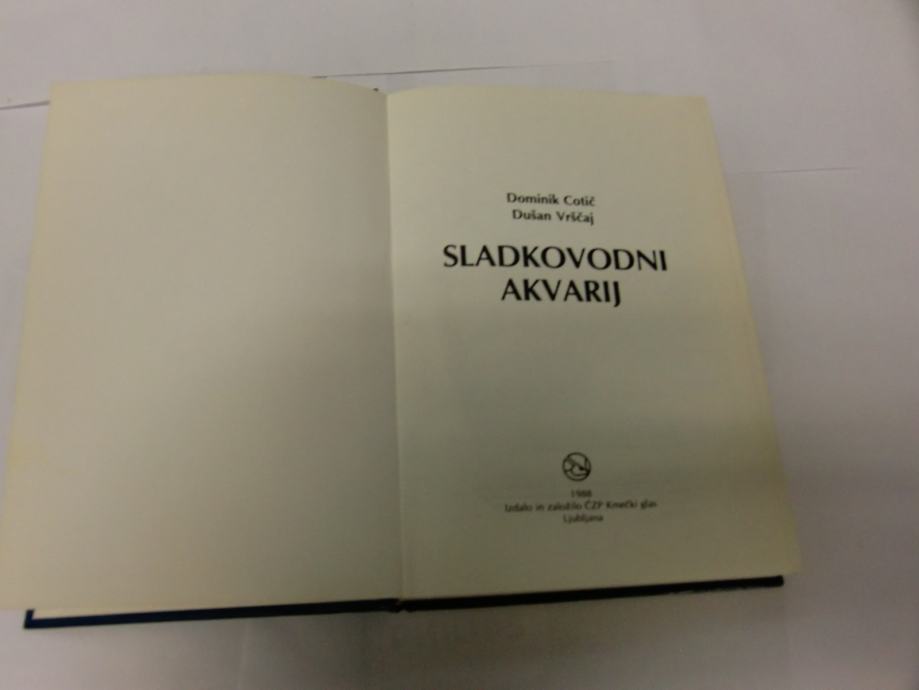 Dominik Cotič
Dušan Vrščaj
SLADKOVODNI
AKVARIJ
1988
Izdalo in založilo ČZP Kmečki glas
Ljubljana